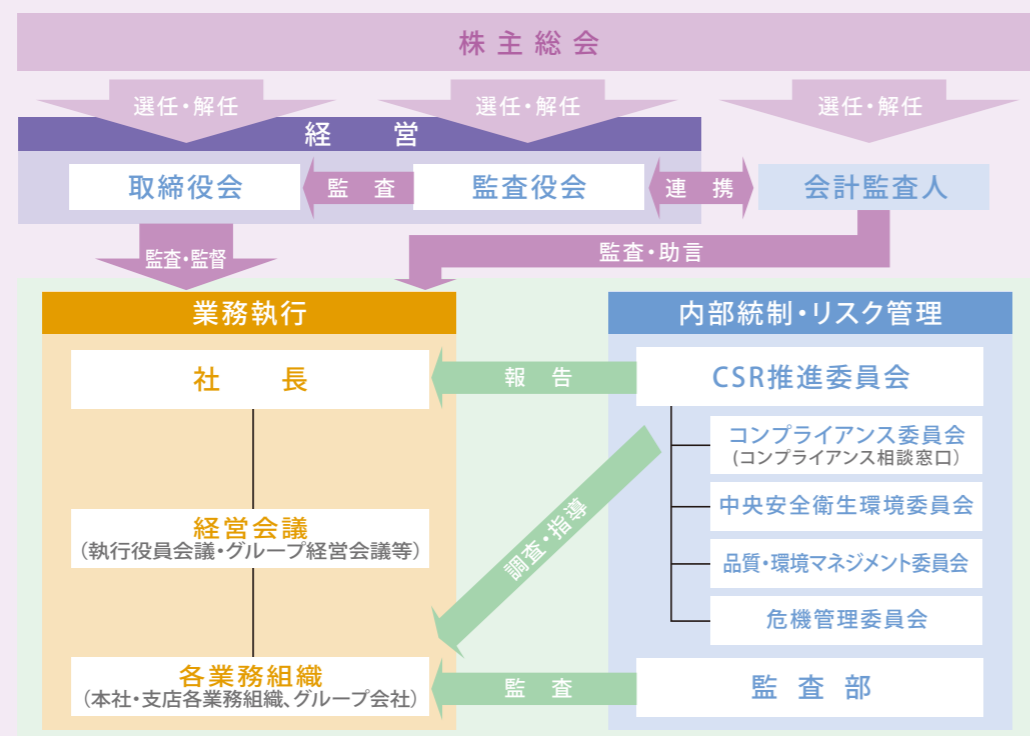 株主総会
選任・解任
選任・解任
選任・解任
経営
取締役会
監査
監査役会
連携
会計監査人
監査・監督
監査・助言
業務執行
内部統制・リスク管理
社長
報告
CSR推進委員会
コンプライアンス委員会
(コンプライアンス相談窓口)
中央安全衛生環境委員会
経営会議
(執行役員会議・グループ経営会議等)
調査・指導
品質・環境マネジメント委員会
危機管理委員会
各業務組織
(本社・支店各業務組織、グループ会社)
監査
監査部